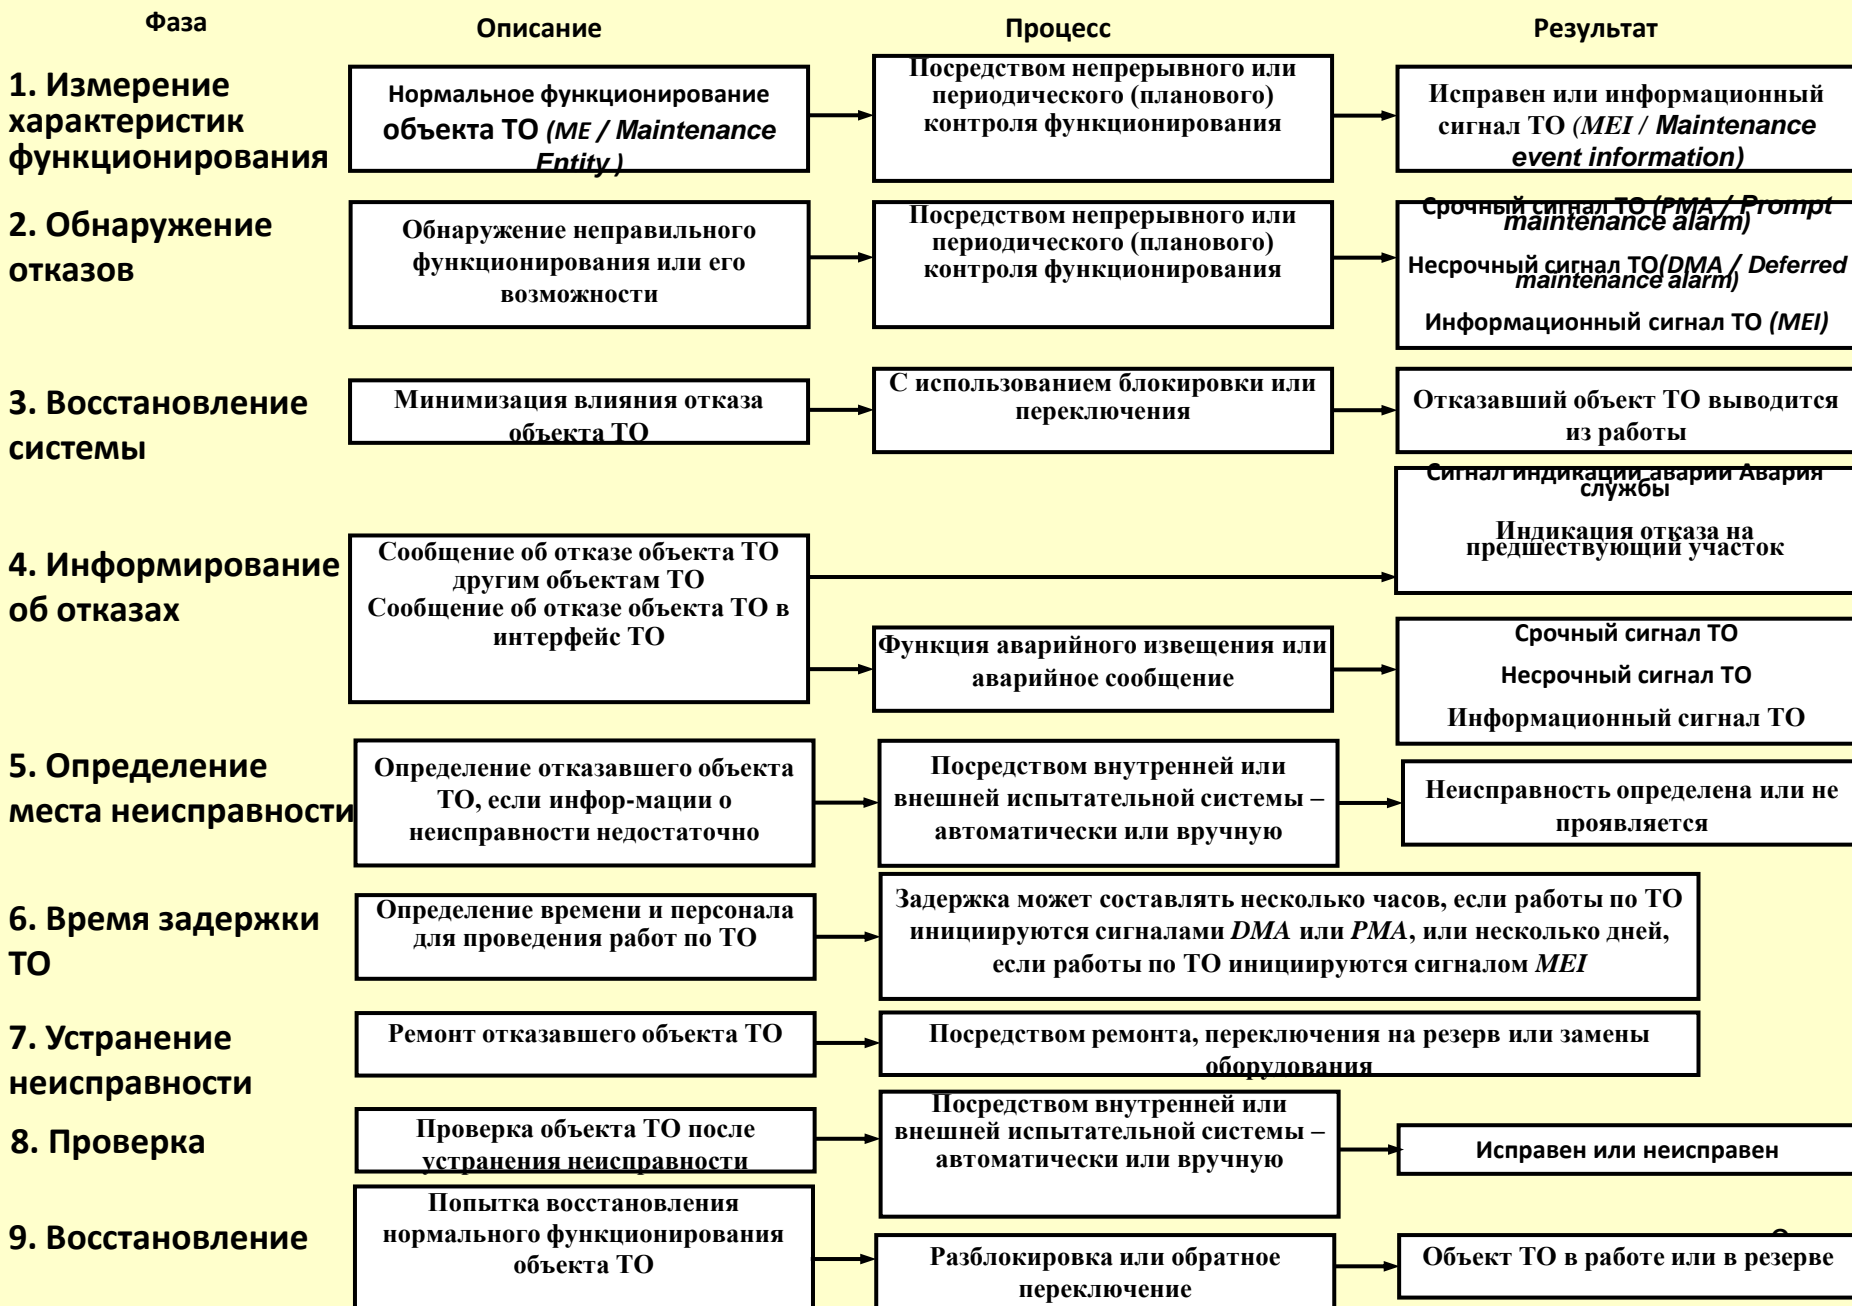 Фаза
Описание
Процесс
Результат
1. Измерение
характеристик
функционирования
Нормальное функционирование
объекта ТО (ME / Maintenance
Entity )
Посредством непрерывного или
периодического (планового)
контроля функционирования
Исправен или информационный
сигнал ТО (MEI / Maintenance
event information)
2. Обнаружение
отказов
Обнаружение неправильного
функционирования или его
возможности
Посредством непрерывного или
периодического (планового)
контроля функционирования
Срочный сигнал ТО (PMA / Prompt
maintenance alarm)
Несрочный сигнал ТО(DMA / Deferred
maintenance alarm)
Информационный сигнал ТО (MEI)
3. Восстановление
системы
Минимизация влияния отказа
объекта ТО
С использованием блокировки или
переключения
Отказавший объект ТО выводится
из работы
4. Информирование
об отказах
Сообщение об отказе объекта ТО
другим объектам ТО
Сообщение об отказе объекта ТО в
интерфейс ТО
Сигнал индикации аварии Авария
службы
Индикация отказа на
предшествующий участок
Функция аварийного извещения или
аварийное сообщение
Срочный сигнал ТО
Несрочный сигнал ТО
Информационный сигнал ТО
5. Определение
места неисправности
Определение отказавшего объекта
ТО, если инфор-мации о
неисправности недостаточно
Посредством внутренней или
внешней испытательной системы –
автоматически или вручную
Неисправность определена или не
проявляется
6. Время задержки
ТО
Определение времени и персонала
для проведения работ по ТО
Задержка может составлять несколько часов, если работы по ТО
инициируются сигналами DMA или PMA, или несколько дней,
если работы по ТО инициируются сигналом MEI
7. Устранение
неисправности
Ремонт отказавшего объекта ТО
Посредством ремонта, переключения на резерв или замены
оборудования
8. Проверка
Проверка объекта ТО после
устранения неисправности
Посредством внутренней или
внешней испытательной системы –
автоматически или вручную
Исправен или неисправен
9. Восстановление
Попытка восстановления
нормального функционирования
объекта ТО
Разблокировка или обратное
переключение
Объект ТО в работе или в резерве